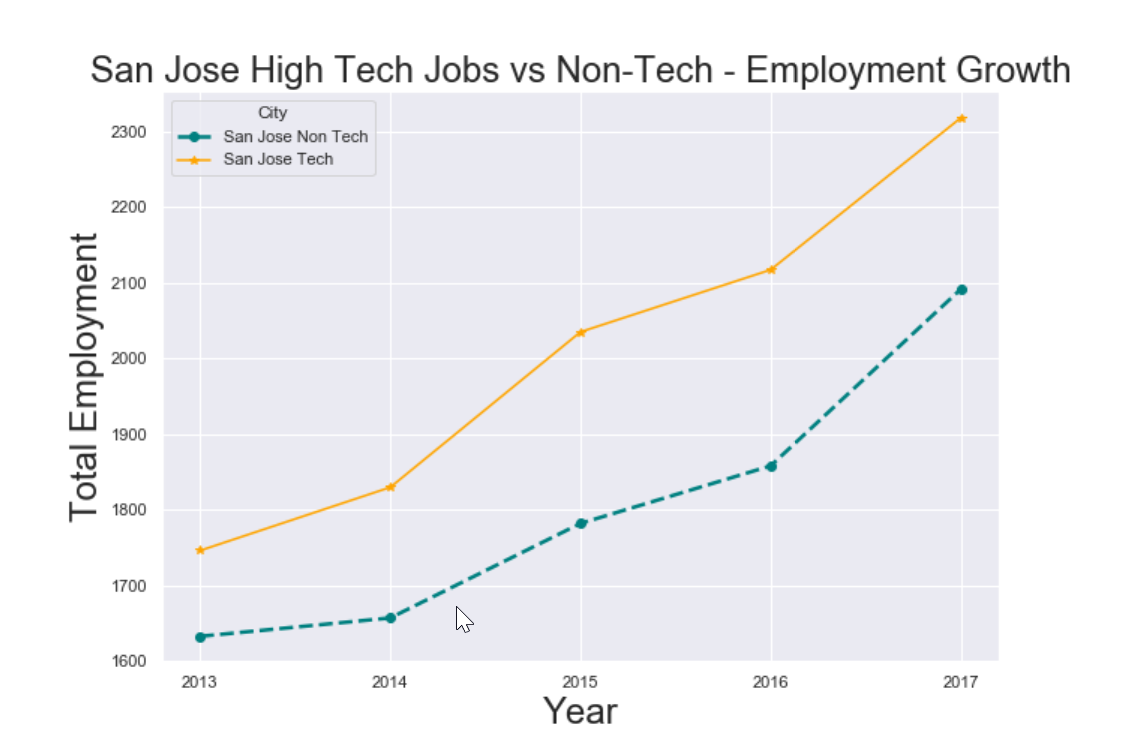 San Jose High Tech Jobs vs Non-Tech - Employment Growth
City
San Jose Non Tech
San Jose Tech
Total Employment
2300
2200
2100
2000
1900
1800
1700
1600
2013 2014 2015 2016 2017
Year